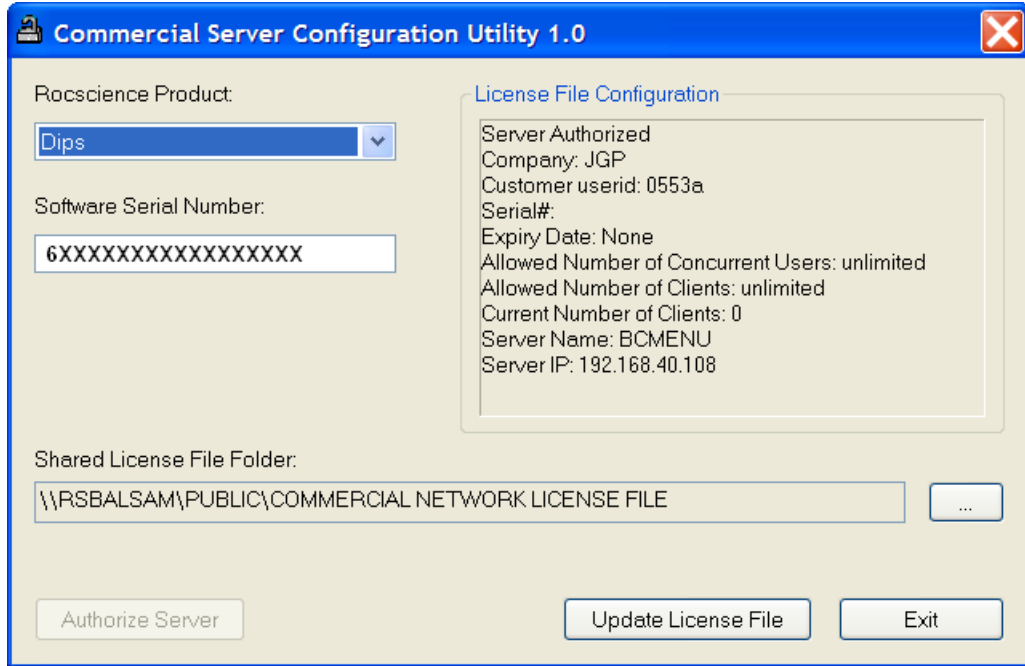 Commercial Server Configuration Utility 1.0
Rocscience Product:
Dips
Software Serial Number:
6XXXXXXXXXXXXXXXXX
License File Configuration
Server Authorized
Company: JGP
Customer userid: 0553a
Serial#:
Expiry Date: None
Allowed Number of Concurrent Users: unlimited
Allowed Number of Clients: unlimited
Current Number of Clients: 0
Server Name: BCMENU
Server IP: 192.168.40.108
Shared License File Folder:
\\RSBALSAM\PUBLIC\COMMERCIAL NETWORK LICENSE FILE
...
Authorize Server
Update License File
Exit